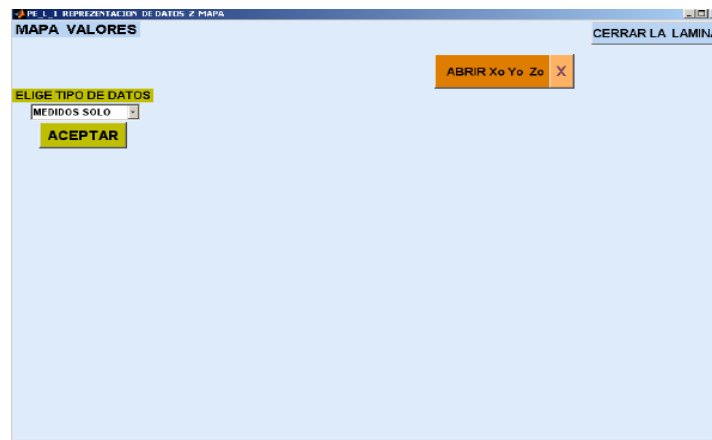 PE_L_1 REPREZENTACION DE DATOS Z MAPA
MAPA VALORES
CERRAR LA LAMINA
ABRIR Xo Yo Zo X
ELIGE TIPO DE DATOS
MEDIDOS SOLO
ACEPTAR